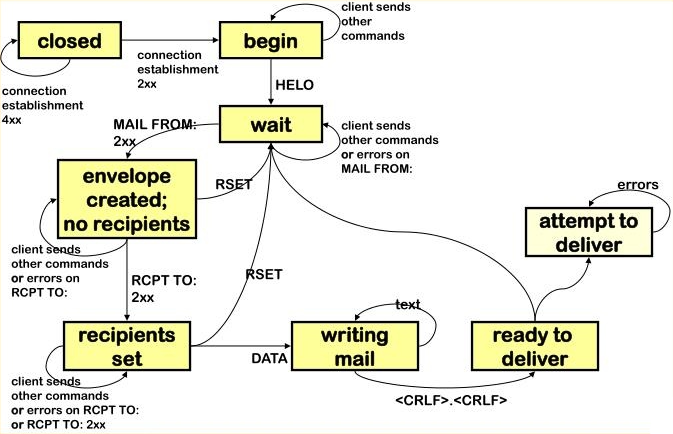 client sends
other
commands
closed
begin
connection
establishment
2xx
connection
establishment
4xx
HELO
MAIL FROM:
2xx
wait
client sends
other commands
or errors on
MAIL FROM:
envelope
created;
no recipients
RSET
errors
attempt to
deliver
client sends
other commands
or errors on
RCPT TO:
RCPT TO:
2xx
RSET
text
recipients
set
DATA
writing
mail
ready to
deliver
client sends
other commands
or errors on RCPT TO:
or RCPT TO: 2xx
<CRLF>.<CRLF>